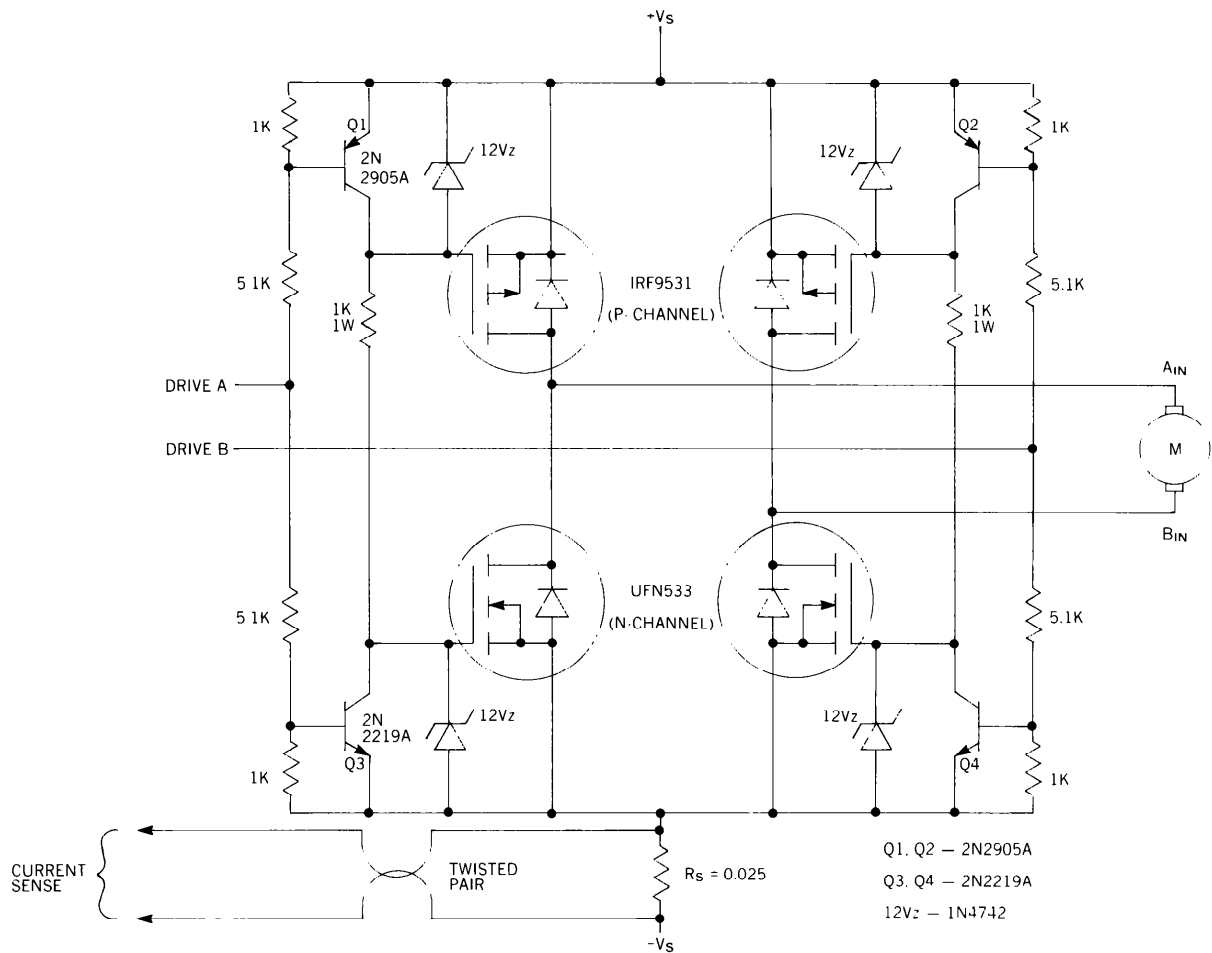 +Vs
1K
Q1
2N
2905A
12Vz
12Vz
Q2
1K
5 1K
1K
1W
IRF9531
(P- CHANNEL)
1K
1W
5.1K
DRIVE A
AIN
DRIVE B
M
BIN
5 1K
UFN533
(N-CHANNEL)
5.1K
2N
2219A
Q3
12Vz
12Vz
Q4
1K
1K
CURRENT
SENSE
TWISTED
PAIR
Rs = 0.025
Q1, Q2 — 2N2905A
Q3, Q4 — 2N2219A
12Vz — 1N4742
-Vs